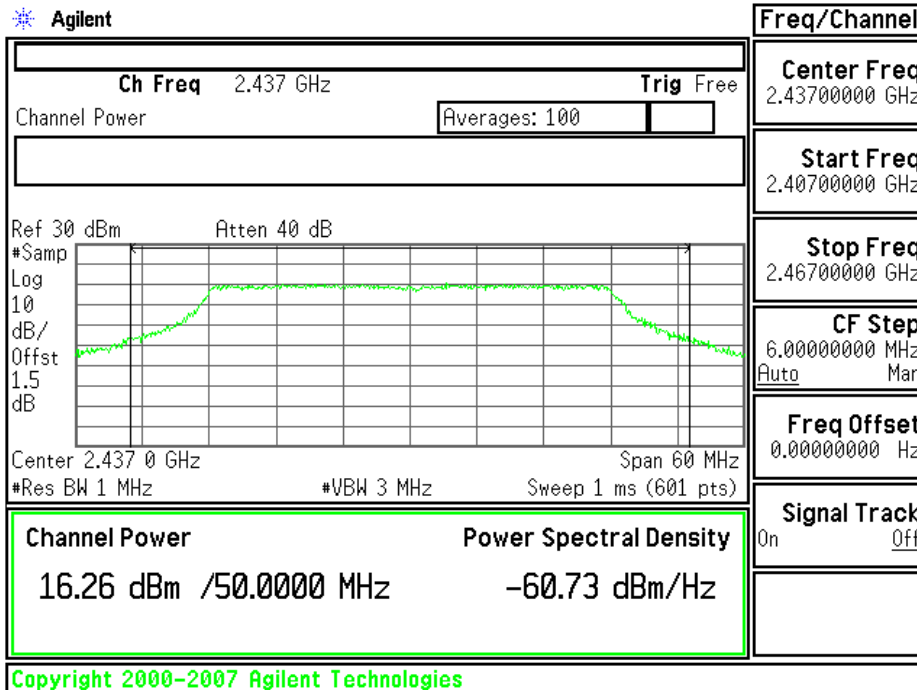 Agilent
Freq/Channel
Ch Freq 2.437 GHz Trig Free
Channel Power Averages: 100
Ref 30 dBm Atten 40 dB
#Samp
Log
10
dB/
Offst
1.5
dB
Center 2.437 0 GHz Span 60 MHz
#Res BW 1 MHz #VBW 3 MHz Sweep 1 ms (601 pts)
Channel Power Power Spectral Density
16.26 dBm /50.0000 MHz -60.73 dBm/Hz
Center Freq
2.43700000 GHz
Start Freq
2.40700000 GHz
Stop Freq
2.46700000 GHz
CF Step
6.00000000 MHz
Auto Man
Freq Offset
0.00000000 Hz
Signal Track
On Off
Copyright 2000-2007 Agilent Technologies